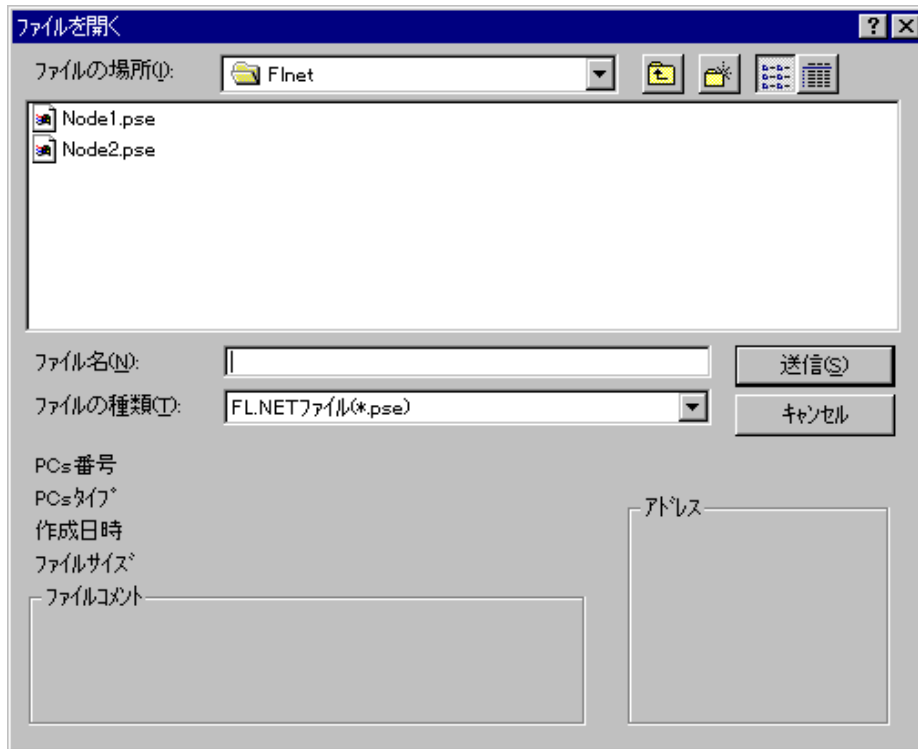 ファイルを開く
ファイルの場所(I):
FInet
Node1.pse
Node2.pse
ファイル名(N):
送信(S)
ファイルの種類(T):
FL.NETファイル(*.pse)
キャンセル
PCs番号
PCsタイプ
作成日時
ファイルサイズ
ファイルコメント
アドレス